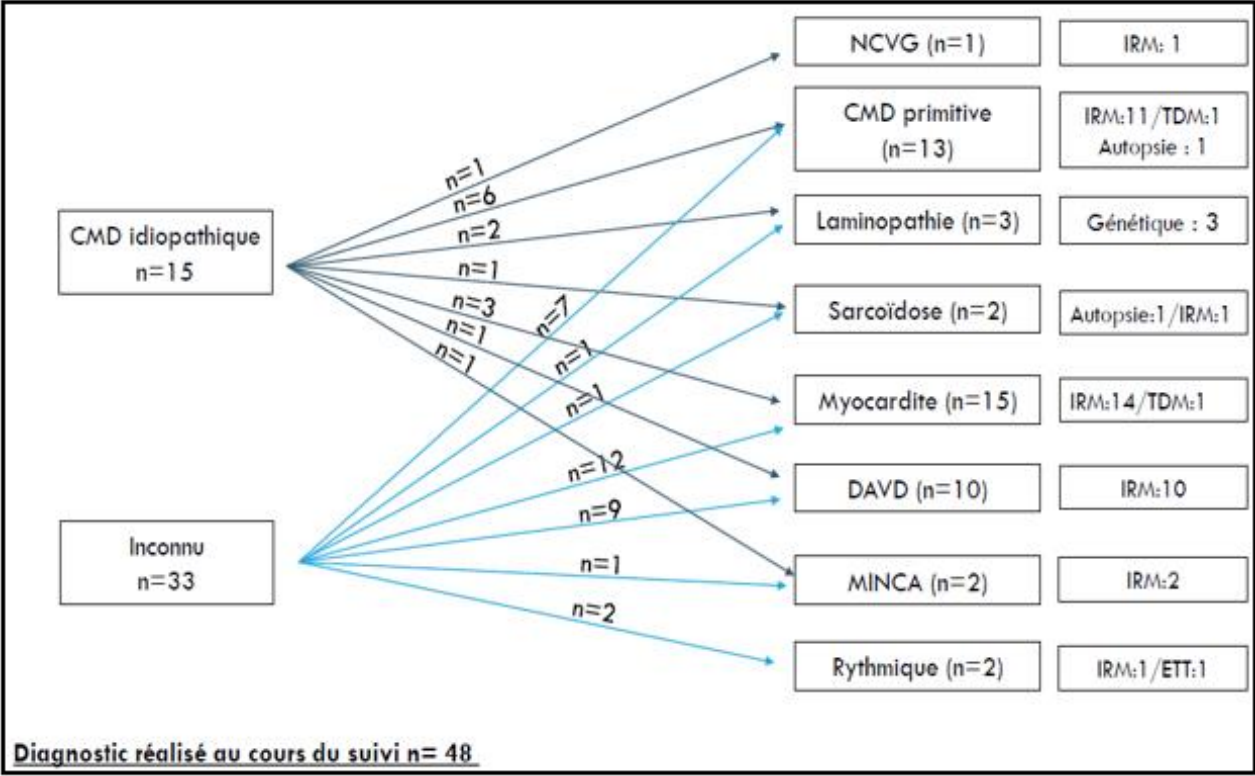 NCVG (n=1)
IRM: 1
CMD primitive
(n=13)
IRM:11/TDM:1
Autopsie : 1
n=1
n=6
CMD idiopathique
n=15
n=2
Laminopathie (n=3)
Génétique : 3
n=1
n=3
n=7
Sarcoïdose (n=2)
Autopsie:1/IRM:1
n=1
n=1
n=1
n=1
Myocardite (n=15)
IRM:14/TDM:1
n=12
DAVD (n=10)
IRM:10
n=9
Inconnu
n=33
n=1
MINCA (n=2)
IRM:2
n=2
Rythmique (n=2)
IRM:1/ETT:1
Diagnostic réalisé au cours du suivi n= 48